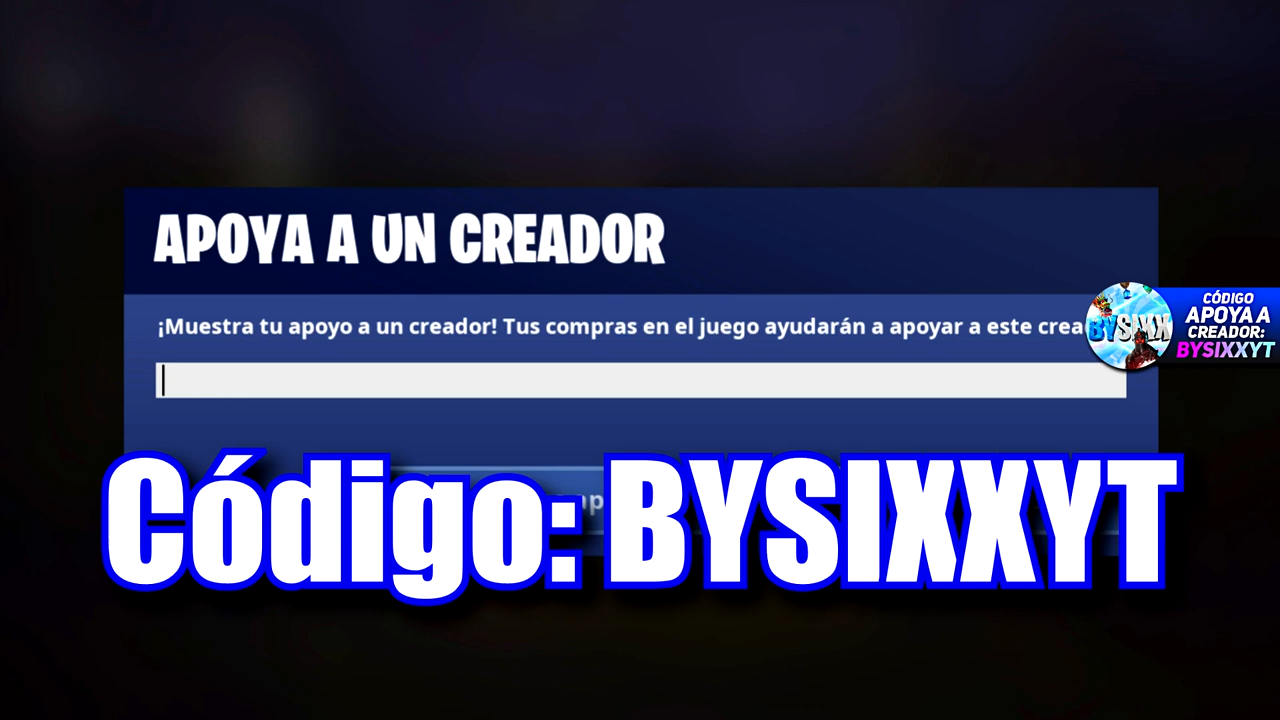 APOYA A UN CREADOR
¡Muestra tu apoyo a un creador! Tus compras en el juego ayudarán a apoyar a este
BYSIXX
CÓDIGO
APOYA A
CREADOR:
BYSIXXYT
Código: BYSIXXYT